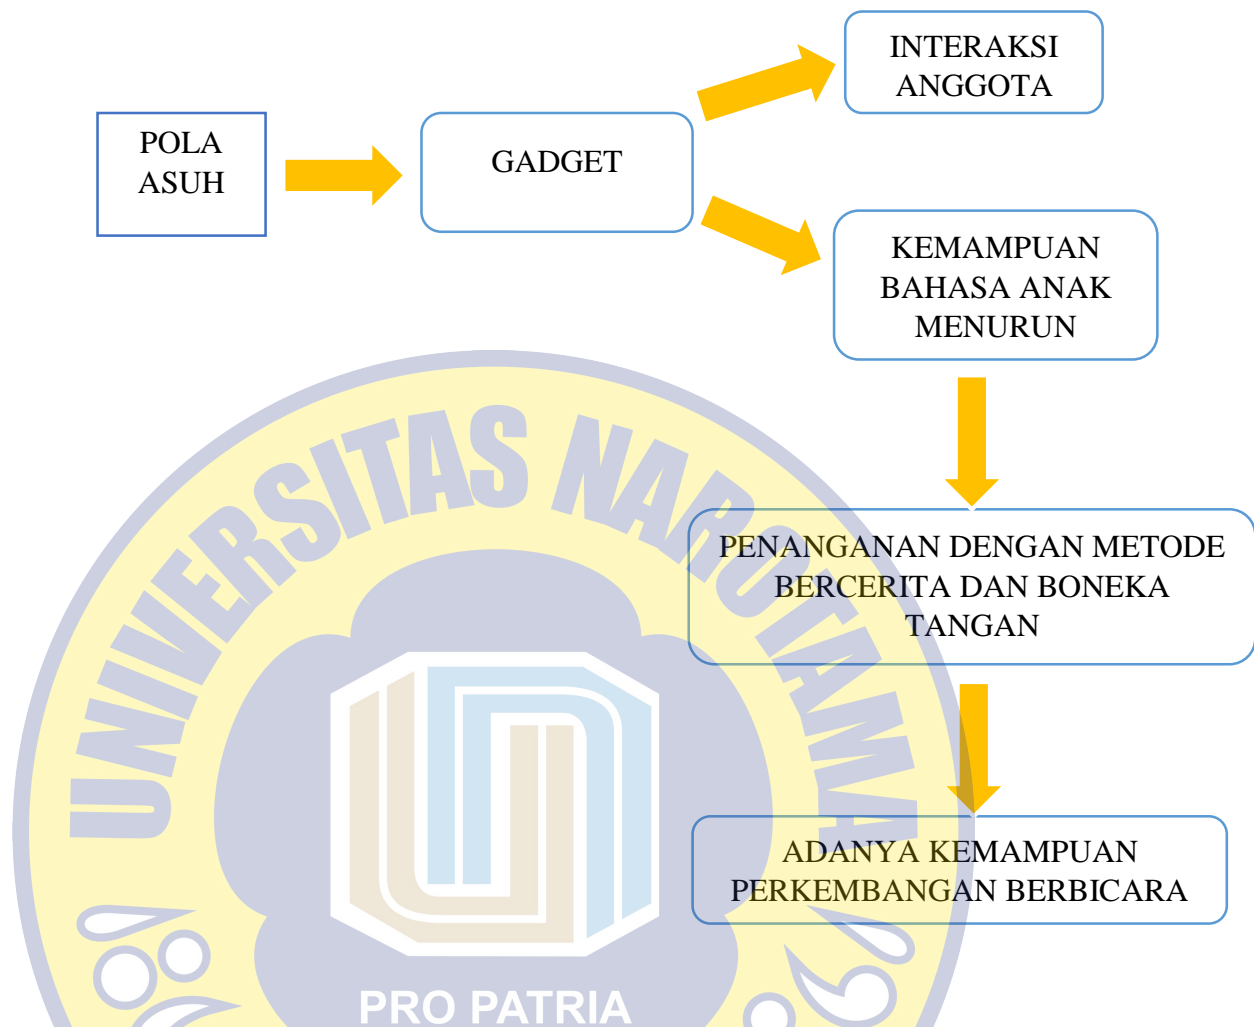 INTERAKSI
ANGGOTA
POLA
ASUH
GADGET
KEMAMPUAN
BAHASA ANAK
MENURUN
PENANGANAN DENGAN METODE
BERCERITA DAN BONEKA
TANGAN
ADANYA KEMAMPUAN
PERKEMBANGAN BERBICARA
UNIVERSITAS NAROTAMA
PRO PATRIA